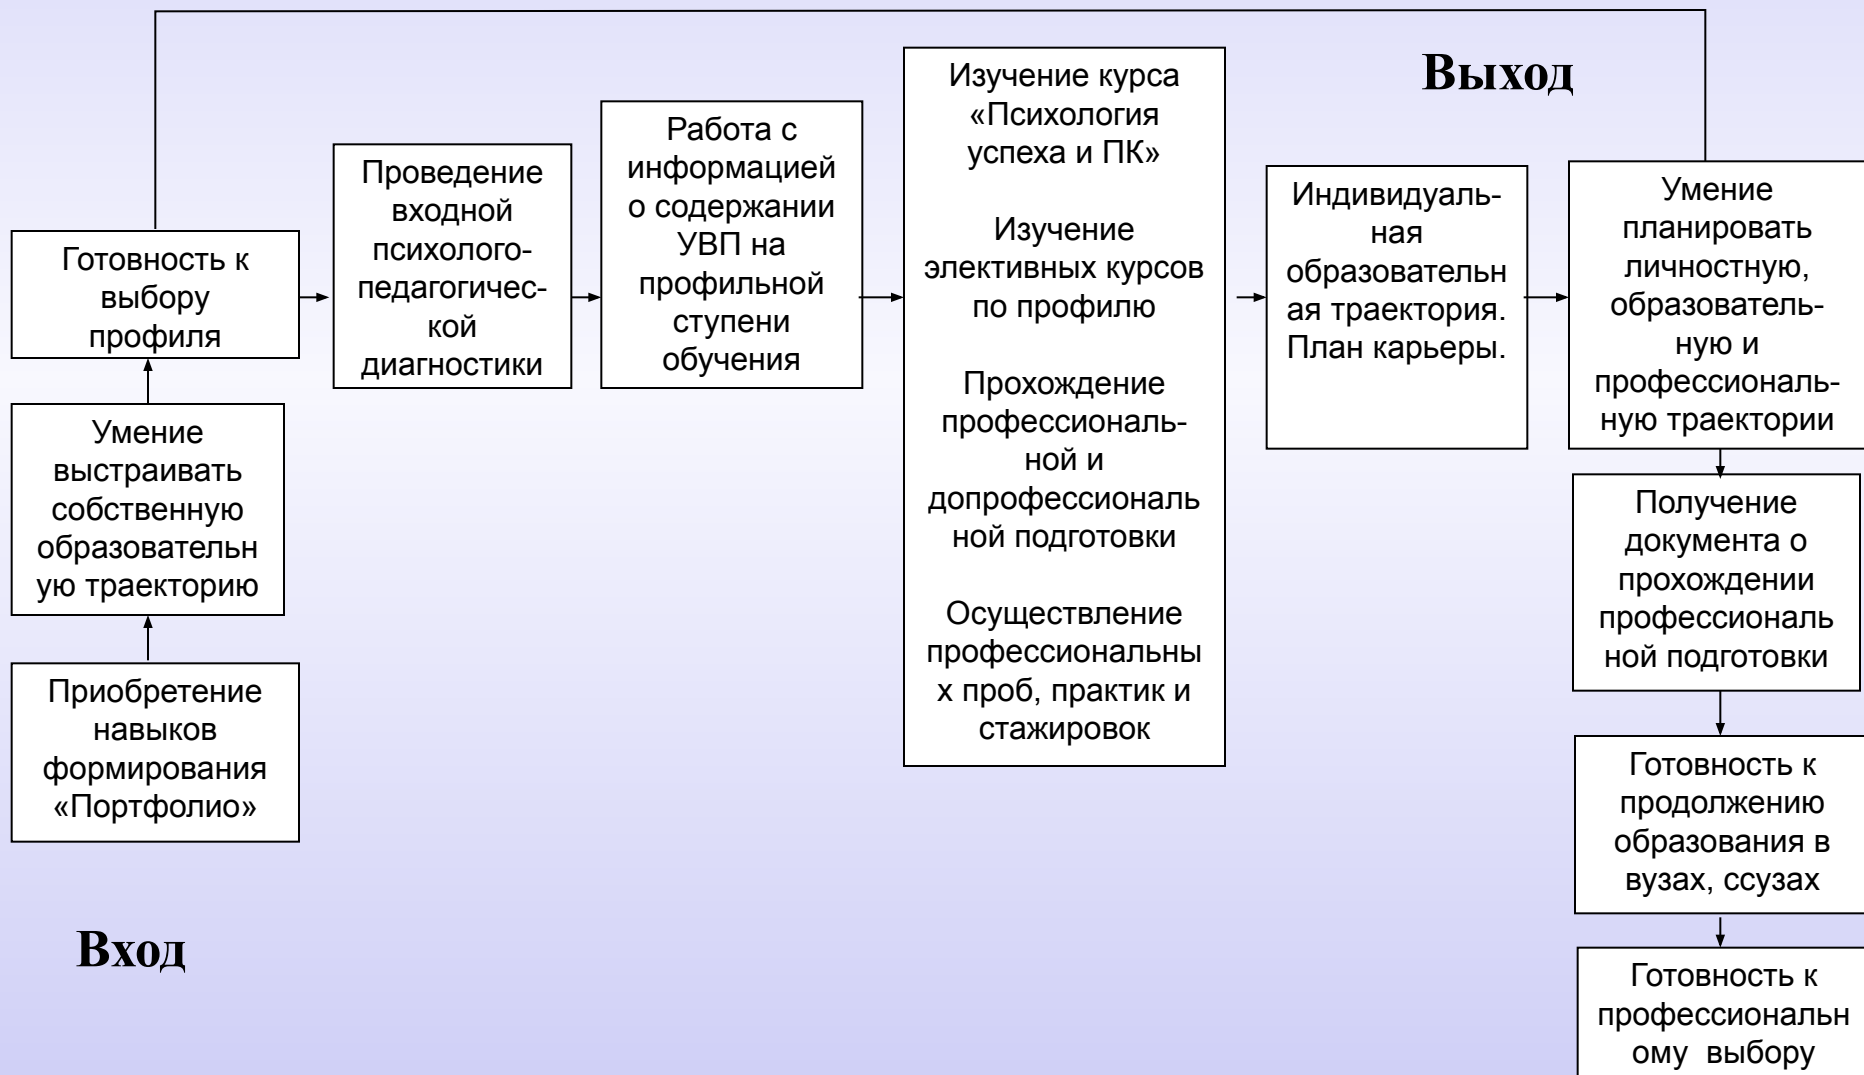 Выход
Готовность к
выбору
профиля
Умение
выстраивать
собственную
образовательн
ую траекторию
Приобретение
навыков
формирования
«Портфолио»
Вход
Проведение
входной
психолого-
педагогичес-
кой
диагностики
Работа с
информацией
о содержании
УВП на
профильной
ступени
обучения
Изучение курса
«Психология
успеха и ПК»
Изучение
элективных курсов
по профилю
Прохождение
профессиональ-
ной и
допрофессиональ
ной подготовки
Осуществление
профессиональны
х проб, практик и
стажировок
Индивидуаль-
ная
образовательн
ая траектория.
План карьеры.
Умение
планировать
личностную,
образователь-
ную и
профессиональ-
ную траектории
Получение
документа о
прохождении
профессиональ
ной подготовки
Готовность к
продолжению
образования в
вузах, ссузах
Готовность к
профессиональн
ому выбору